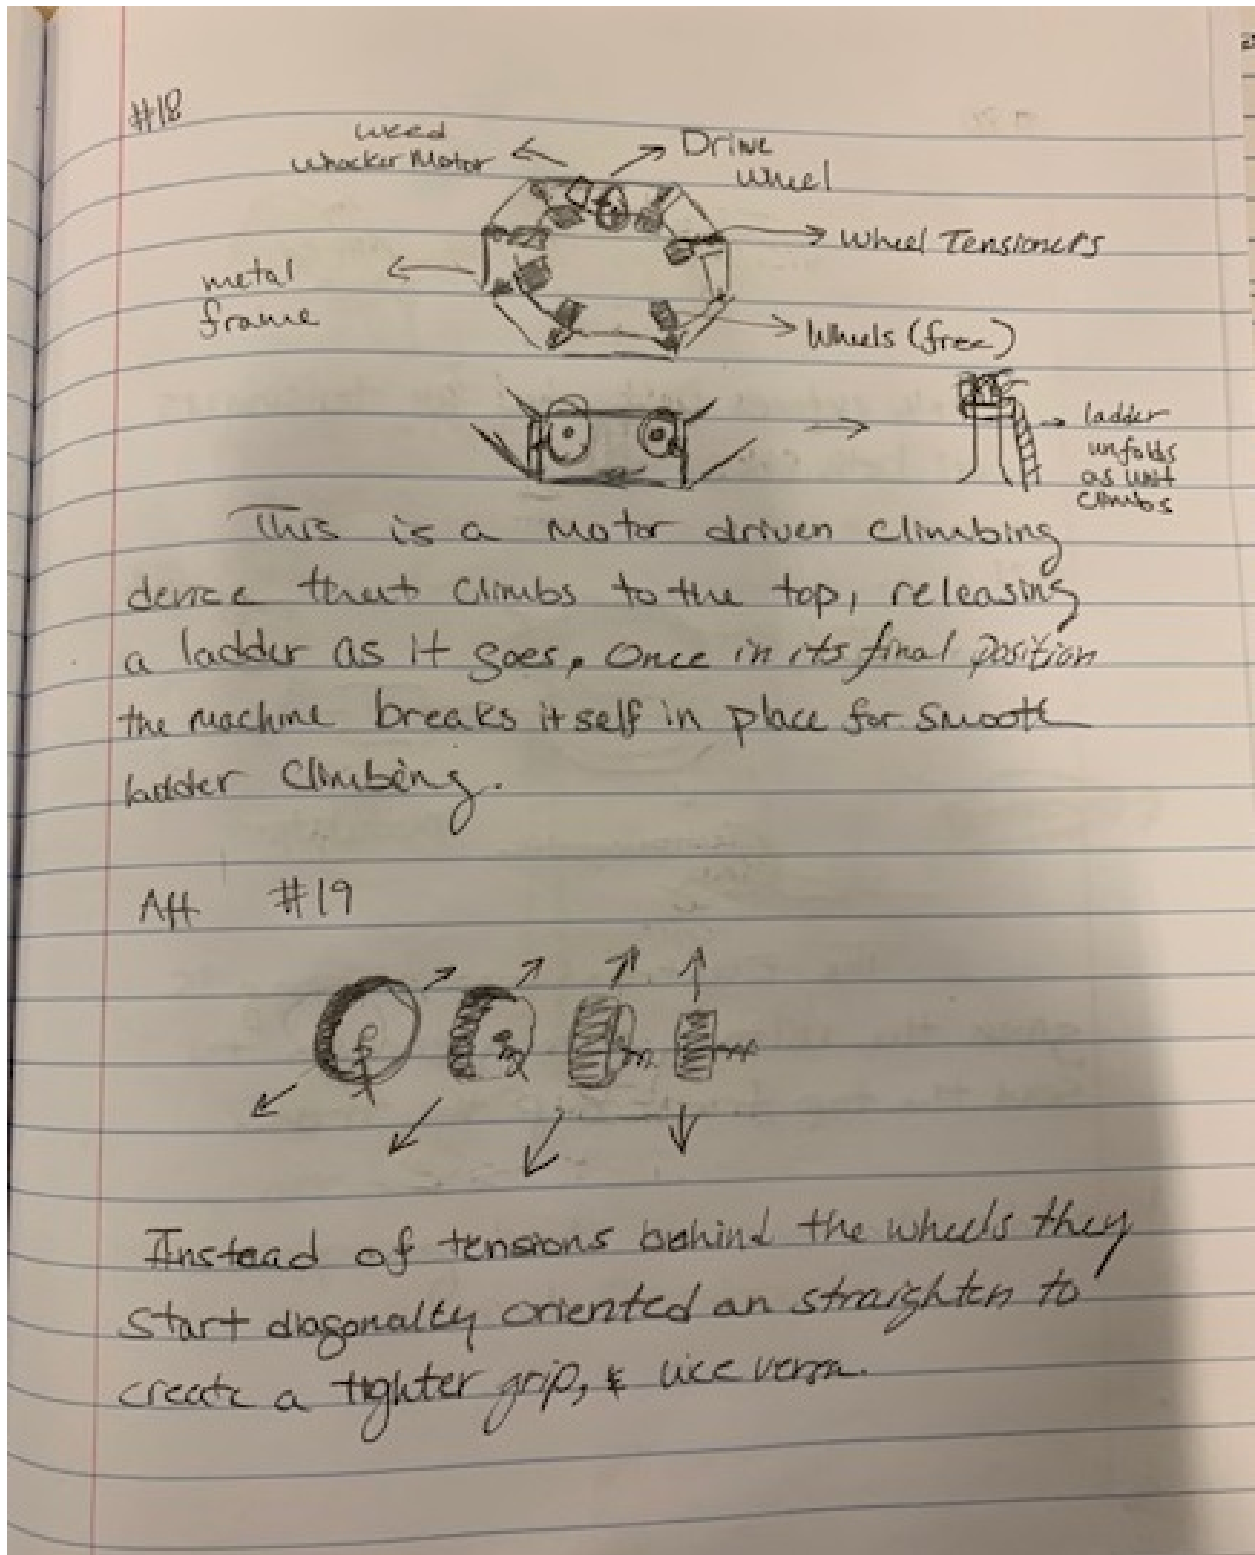 #18
weed
whacker Motor
Drive
wheel
Wheel Tensioners
metal
frame
Wheels (free)
ladder
unfolds
as unit
climbs
This is a motor driven climbing
device that climbs to the top, releasing
a ladder as it goes. Once in its final position
the machine breaks itself in place for smooth
ladder climbing.
#19
Instead of tensions behind the wheels they
start diagonalty oriented an straighten to
create a tighter grip, & vice versa.